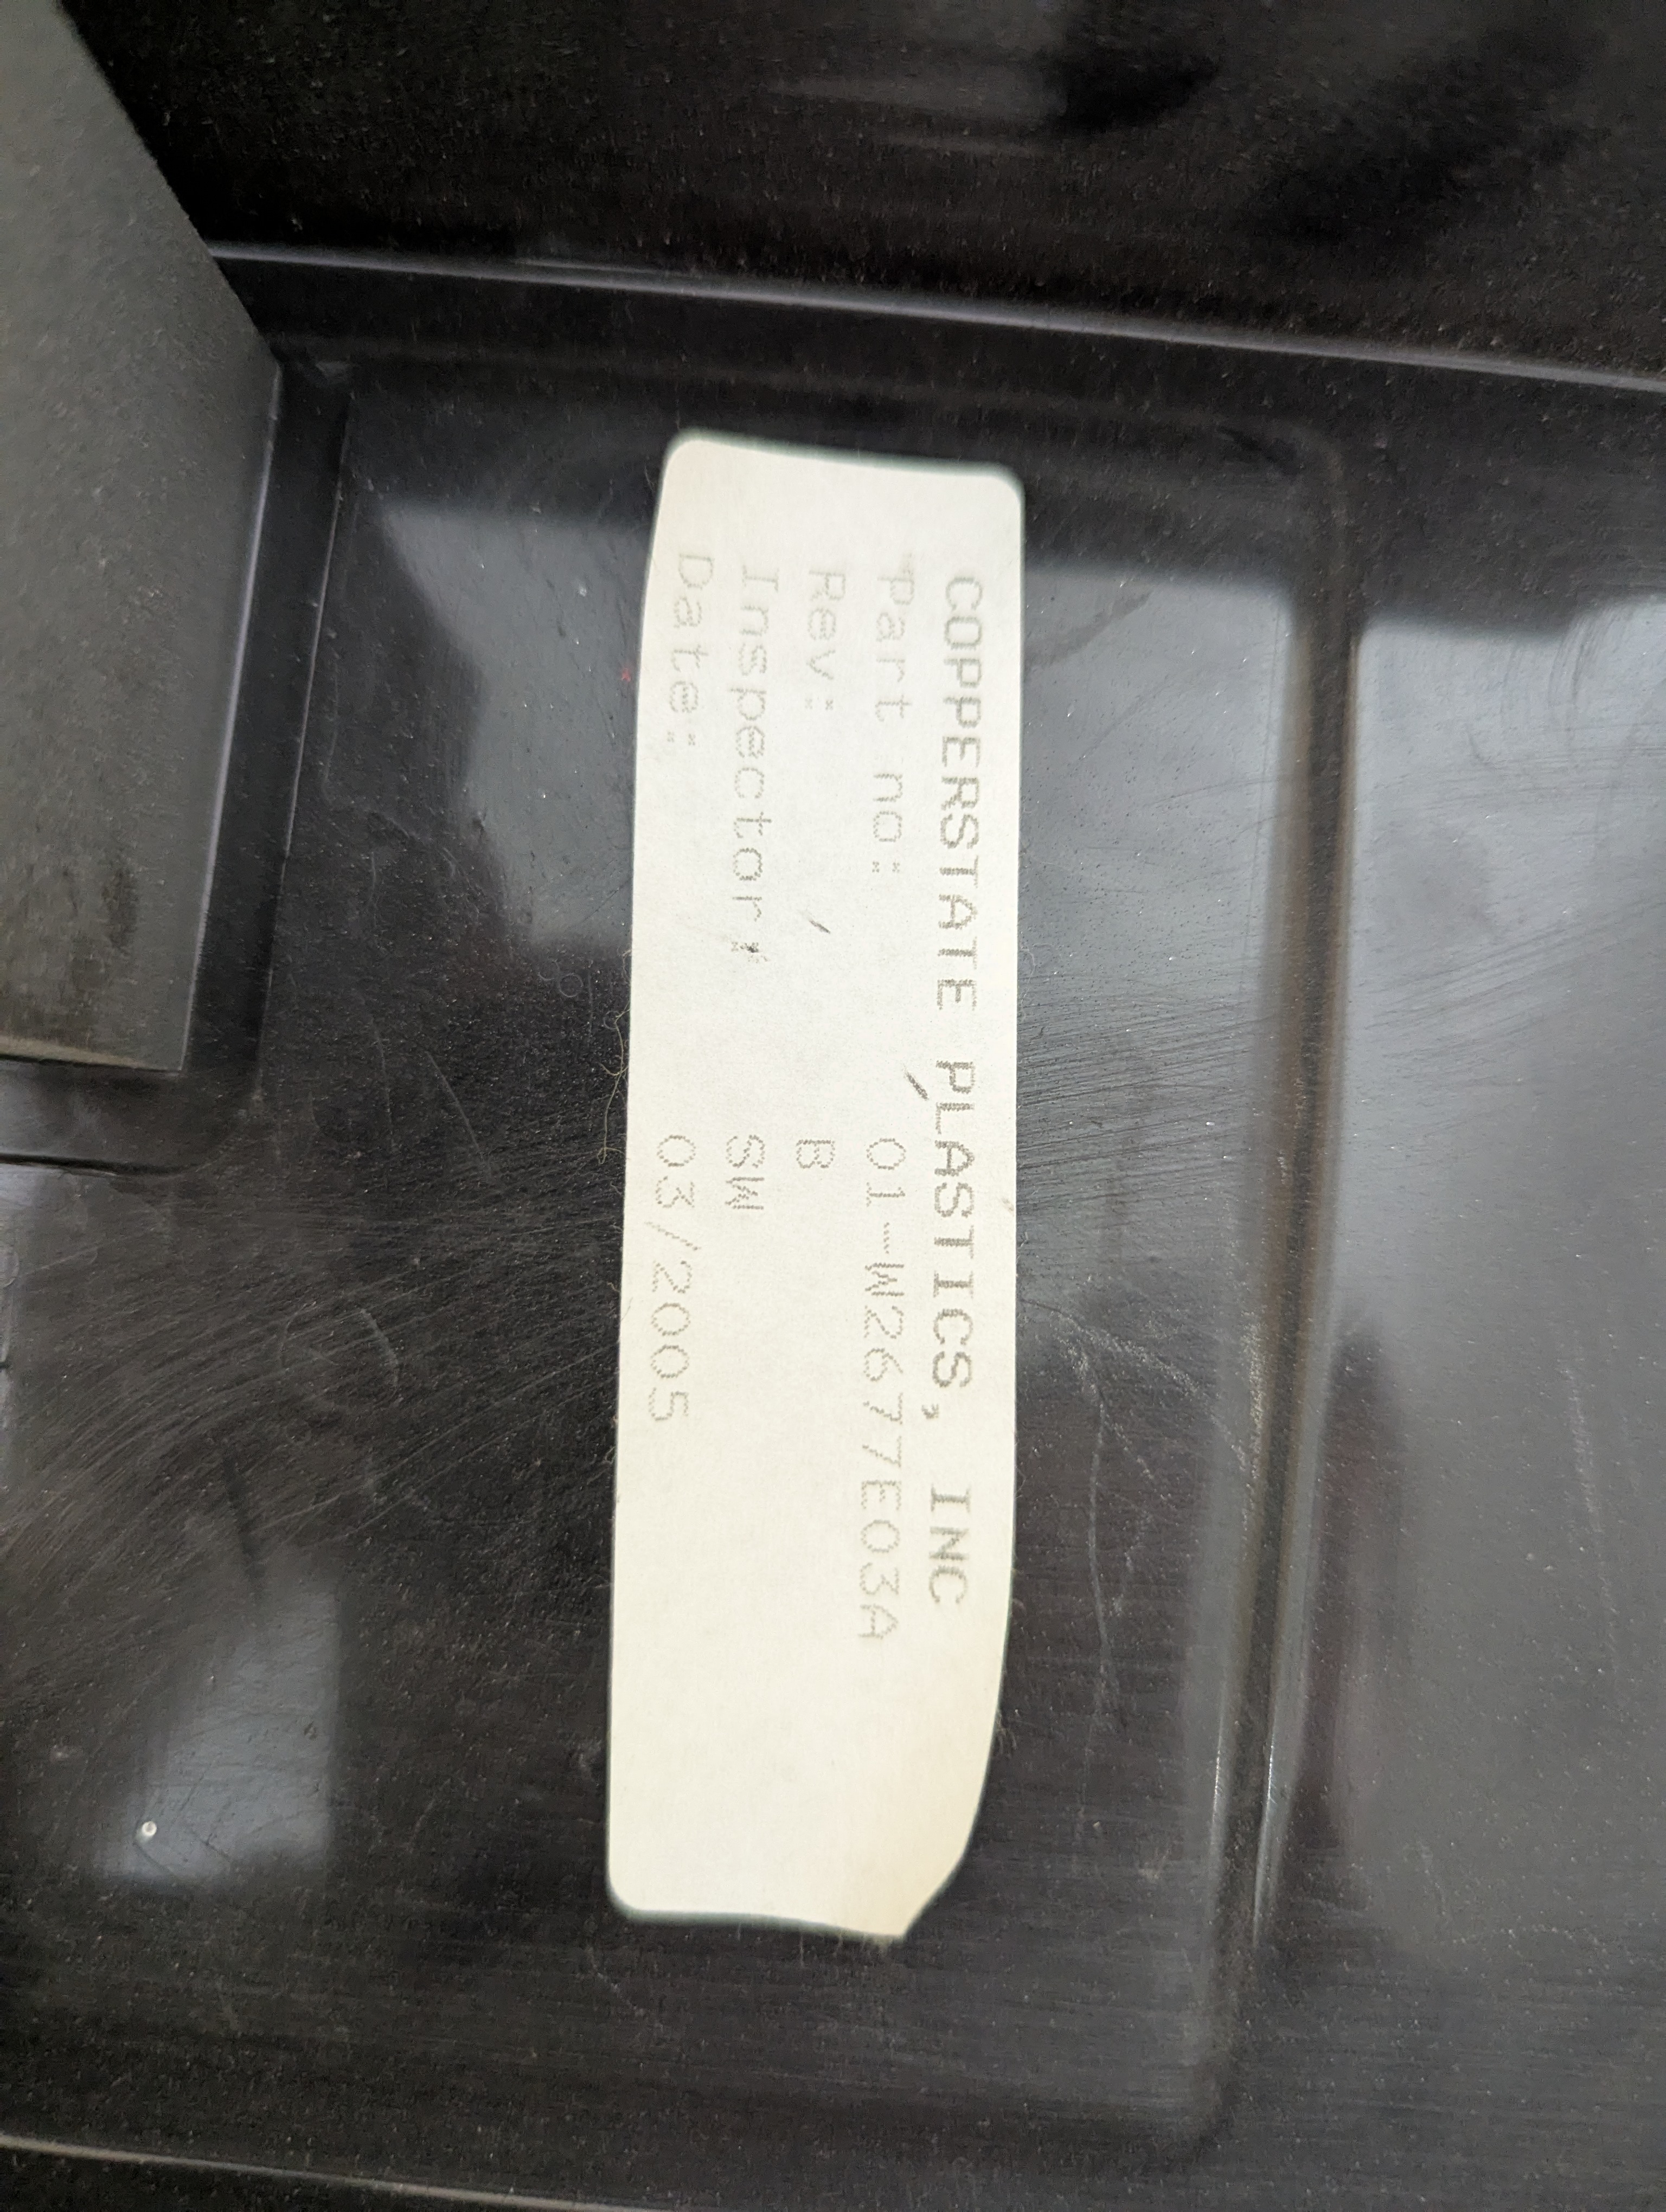 COPPERSTATE PLASTICS, INC
Part no: 01-W2677E03A
Rev: B
Inspector# SW
Date: 03/2005